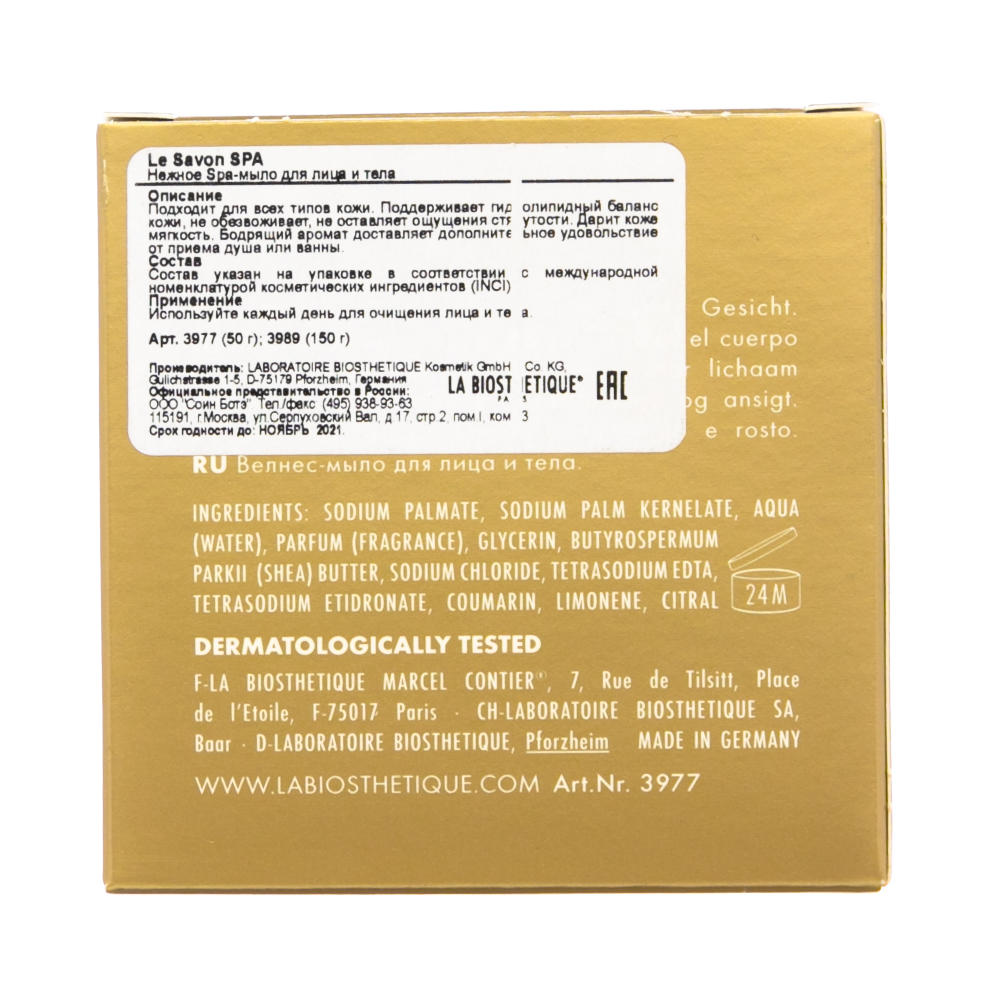 Le Savon SPA
Нежное Spa-мыло для лица и тела
Описание
Подходит для всех типов кожи. Поддерживает гид олипидный баланс
кожи, не обезвоживает, не оставляет ощущения стя утости. Дарит коже
мягкость. Бодрящий аромат доставляет дополните ьное удовольствие
от приема душа или ванны.
Состав
Состав указан на упаковке в соответствии с международной
номенклатурой косметических ингредиентов (INCI)
Применение
Используйте каждый день для очищения лица и те а.
Арт. 3977 (50 г); 3989 (150 г)
Производитель: LABORATOIRE BIOSTHETIQUE Kosmetik GmbH Co. KG,
Gulichstrasse 1-5, D-75179 Pforzheim, Германия
Официальное представительство в России:
ООО "Соин Ботэ" Тел./факс (495) 938-93-63
115191, г.Москва, ул.Серпуховский Вал, д.17, стр.2, пом.I, ком 3
Срок годности до: НОЯБРЬ 2021.
LA BIOST ETIQUE®
PA S
EAC
Gesicht.
el cuerpo
r lichaam
og ansigt.
e rosto.
RU Велнес-мыло для лица и тела.
INGREDIENTS: SODIUM PALMATE, SODIUM PALM KERNELATE, AQUA
(WATER), PARFUM (FRAGRANCE), GLYCERIN, BUTYROSPERMUM
PARKII (SHEA) BUTTER, SODIUM CHLORIDE, TETRASODIUM EDTA,
TETRASODIUM ETIDRONATE, COUMARIN, LIMONENE, CITRAL
24M
DERMATOLOGICALLY TESTED
F-LA BIOSTHETIQUE MARCEL CONTIER®, 7, Rue de Tilsitt, Place
de l'Etoile, F-75017 Paris · CH-LABORATOIRE BIOSTHETIQUE SA,
Baar · D-LABORATOIRE BIOSTHETIQUE, Pforzheim MADE IN GERMANY
WWW.LABIOSTHETIQUE.COM Art.Nr. 3977